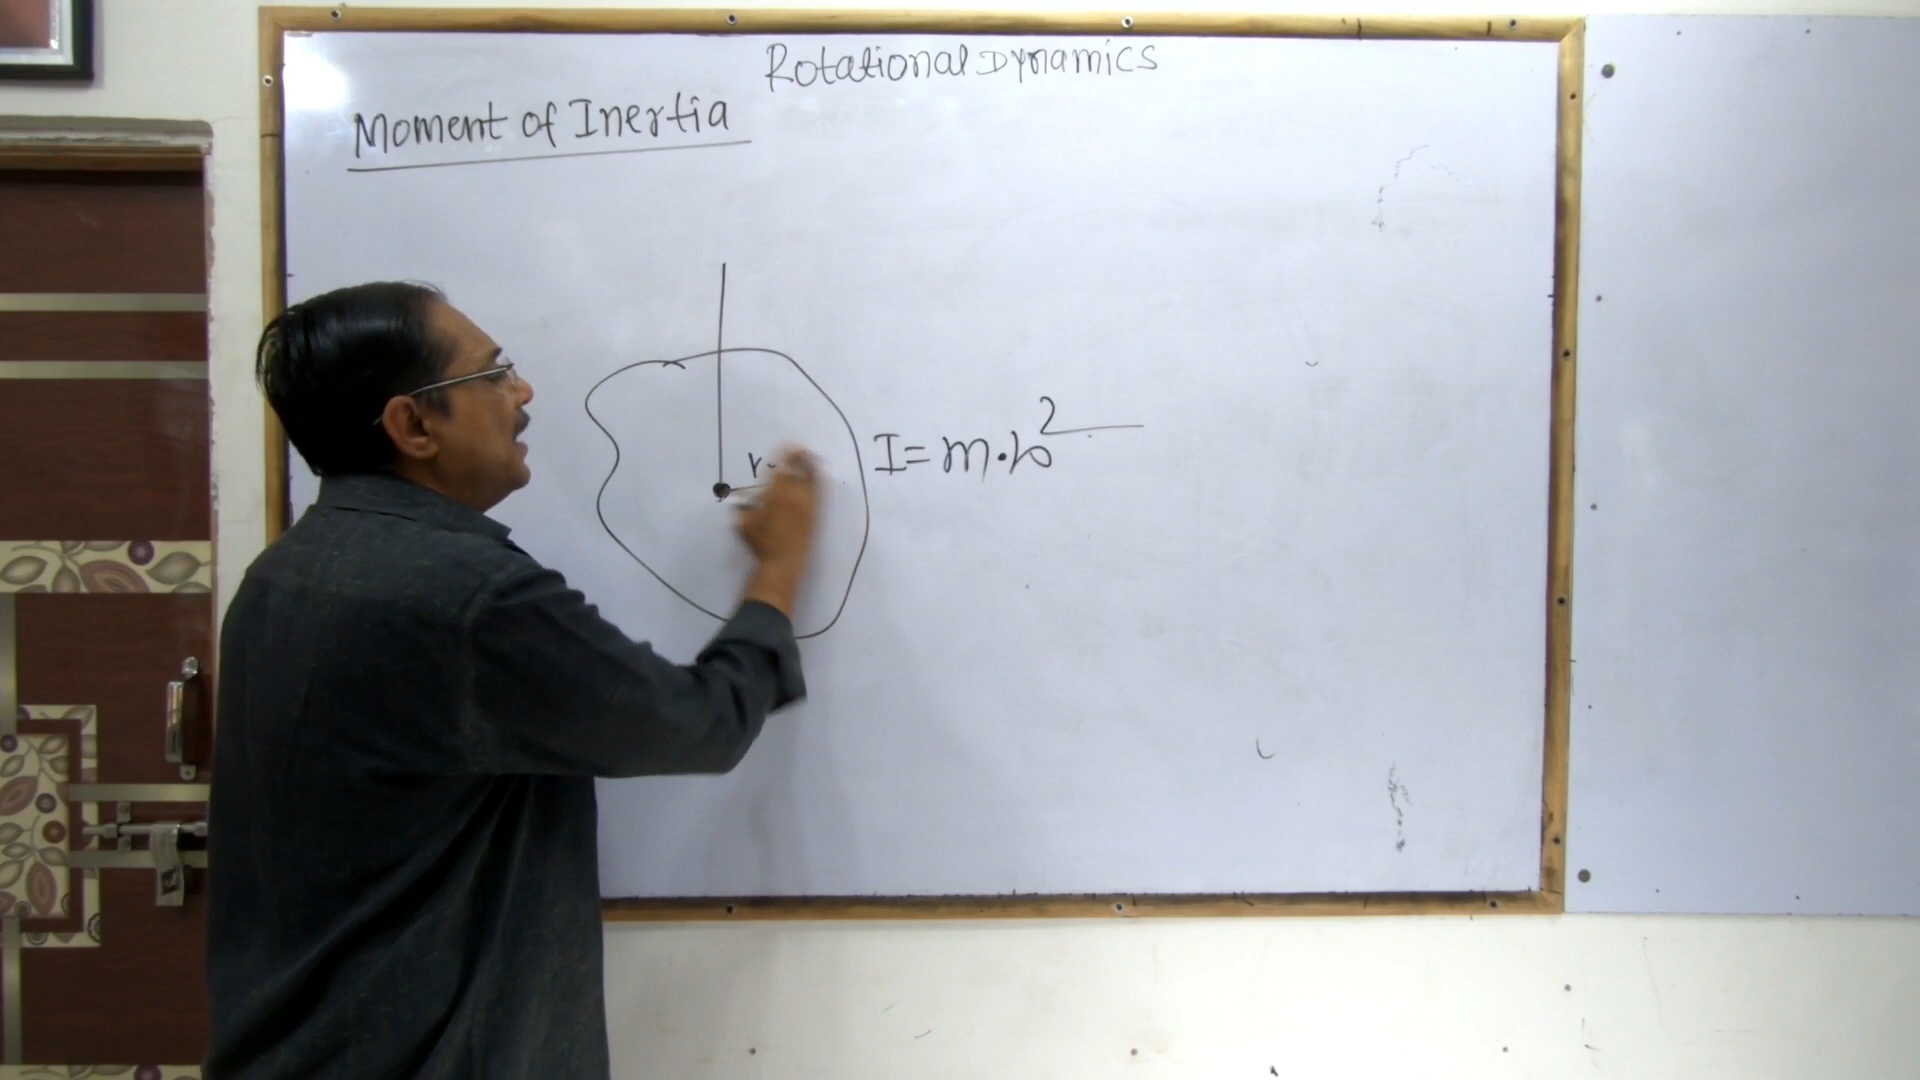 Rotational Dynamics
Moment of Inertia
r
I = m.r²